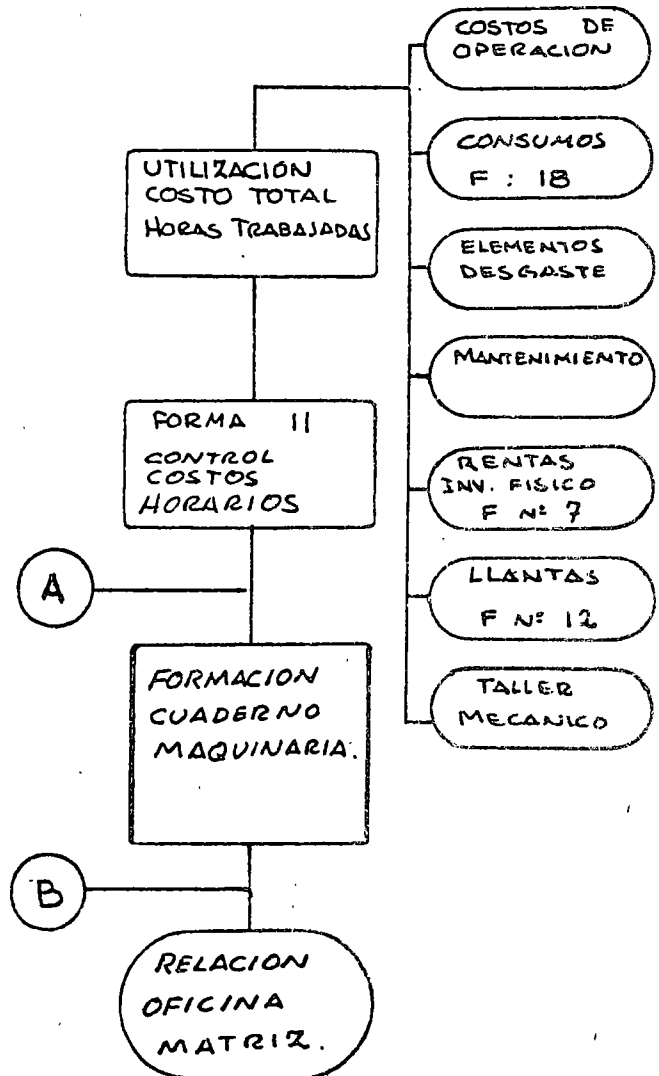 COSTOS DE
OPERACION
CONSUMOS
F : 18
ELEMENTOS
DESGASTE
MANTENIMIENTO
RENTAS
INV. FISICO
F Nº 7
LLANTAS
F Nº 12
TALLER
MECANICO
UTILIZACIÓN
COSTO TOTAL
HORAS TRABAJADAS
FORMA 11
CONTROL
COSTOS
HORARIOS
A
FORMACION
CUADERNO
MAQUINARIA.
B
RELACION
OFICINA
MATRIZ.